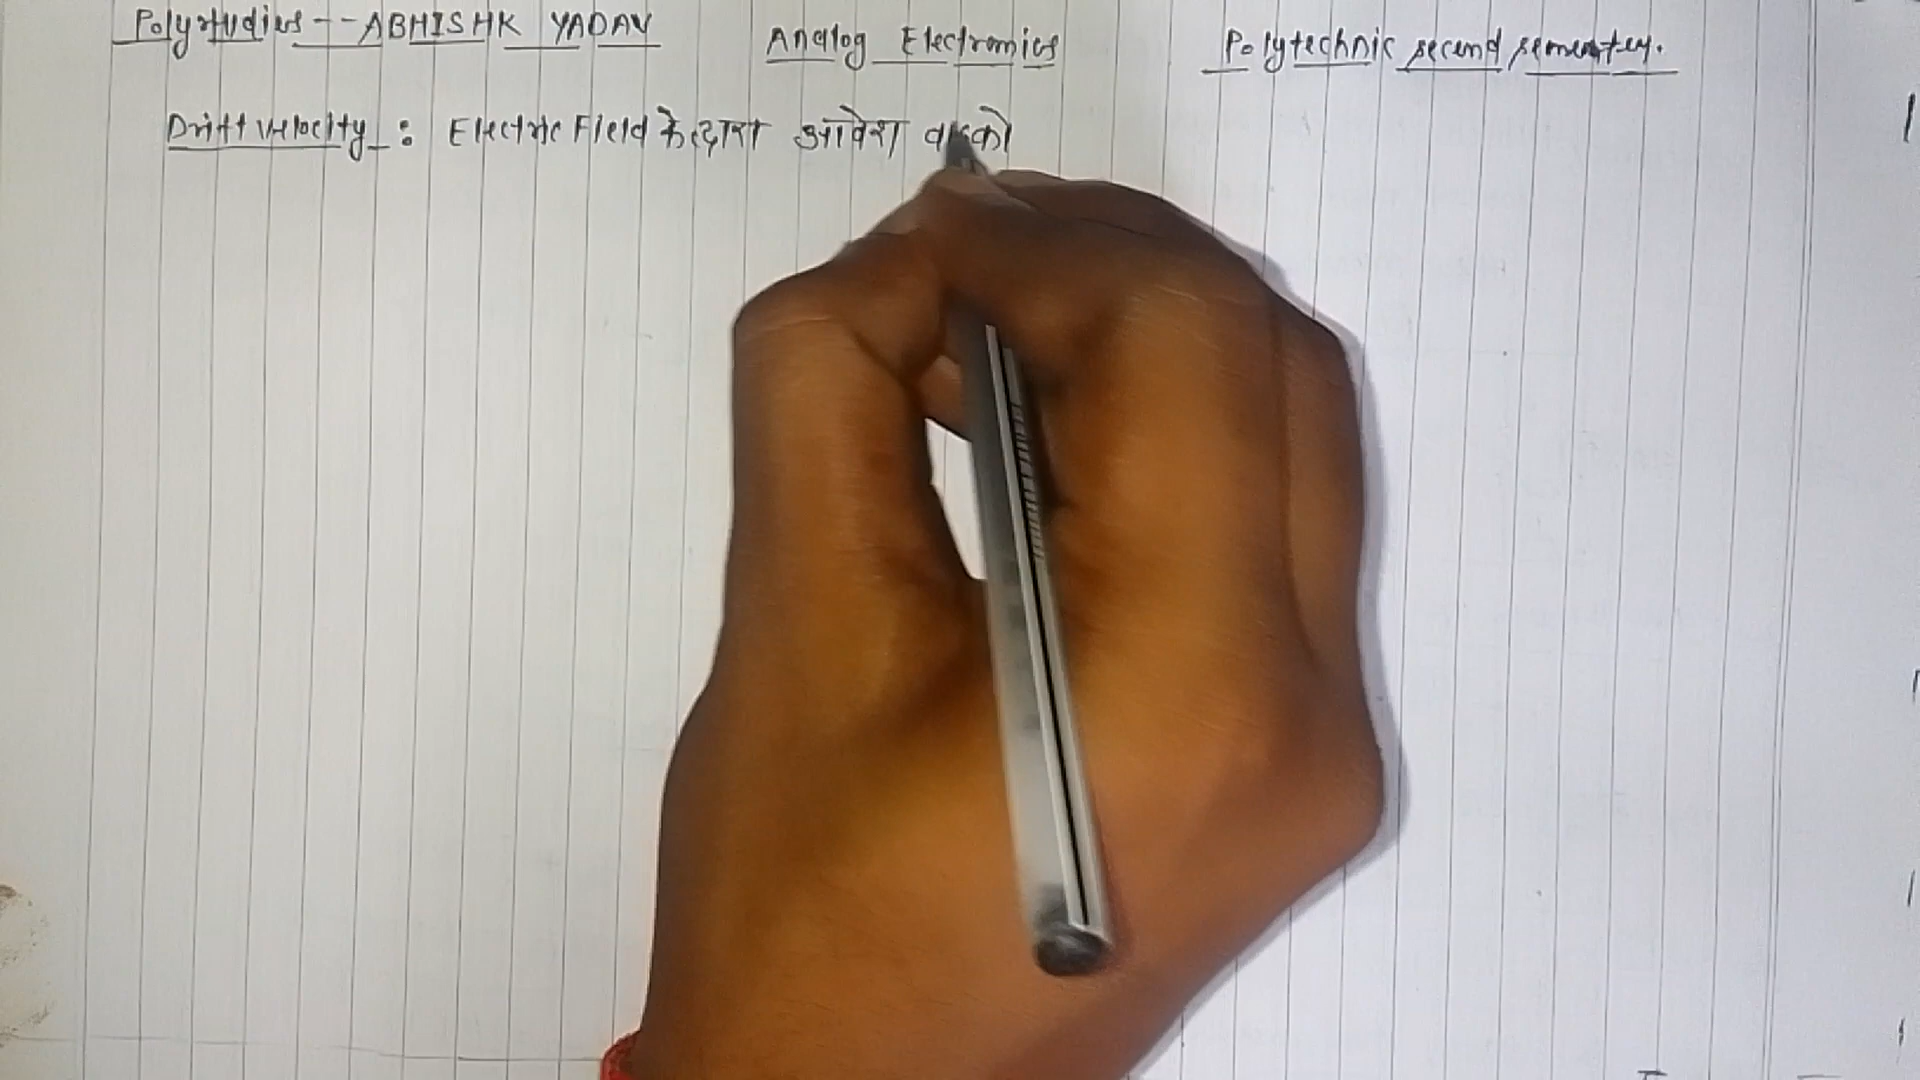 Polystudies -- ABHISHK YADAV
Analog Electronics
Polytechnic second semester.
Drift velocity : Electric Field के द्वारा आवेश वाहको